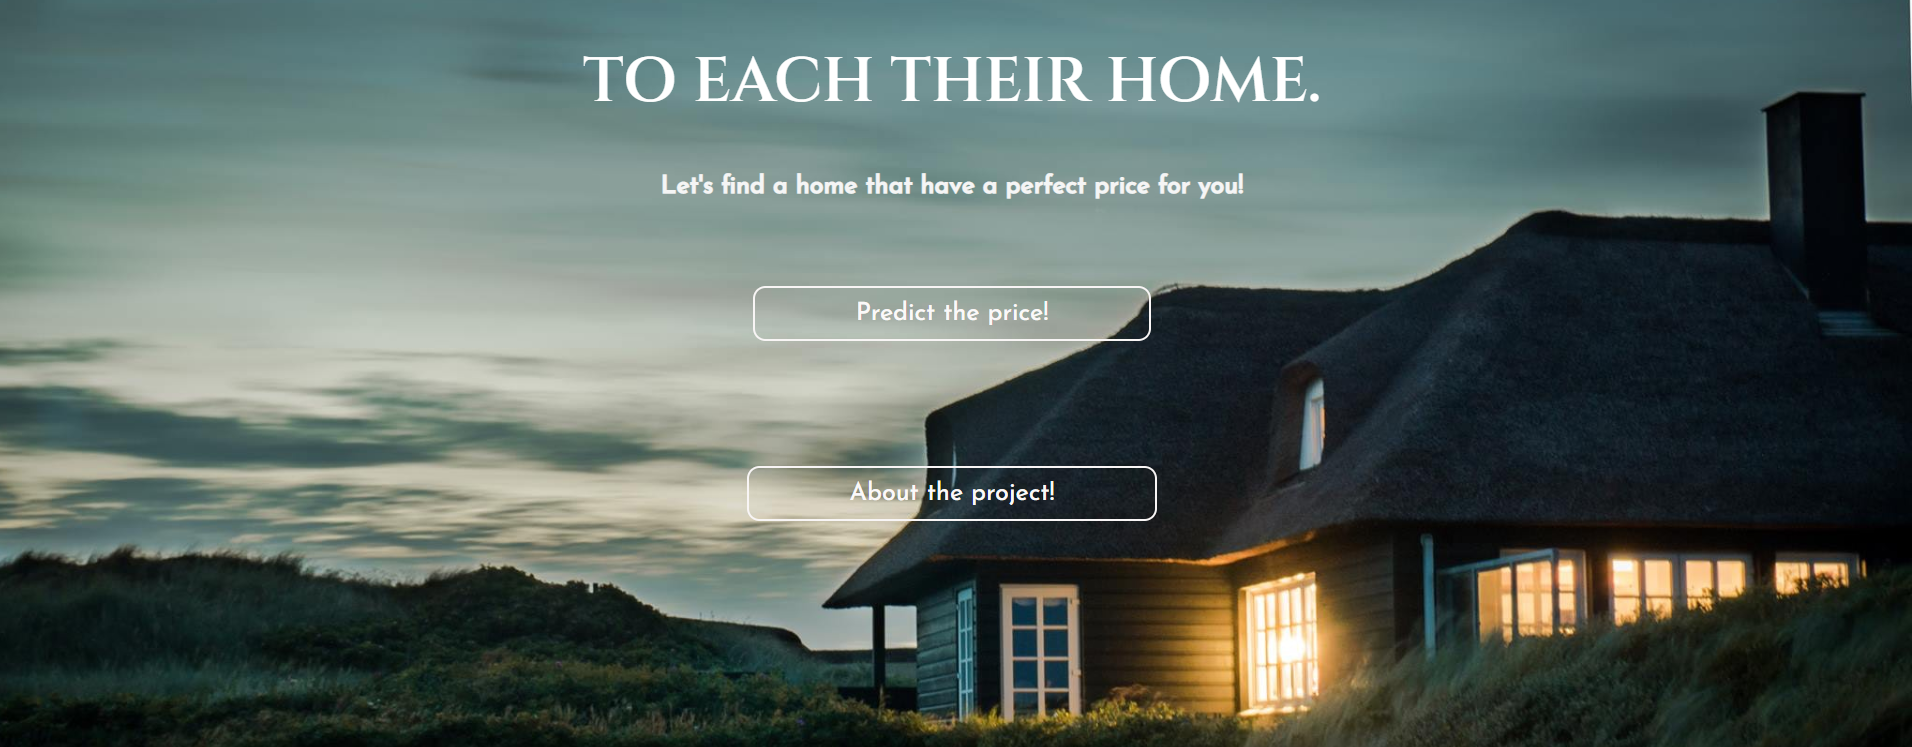 TO EACH THEIR HOME.
Let's find a home that have a perfect price for you!
Predict the price!
About the project!